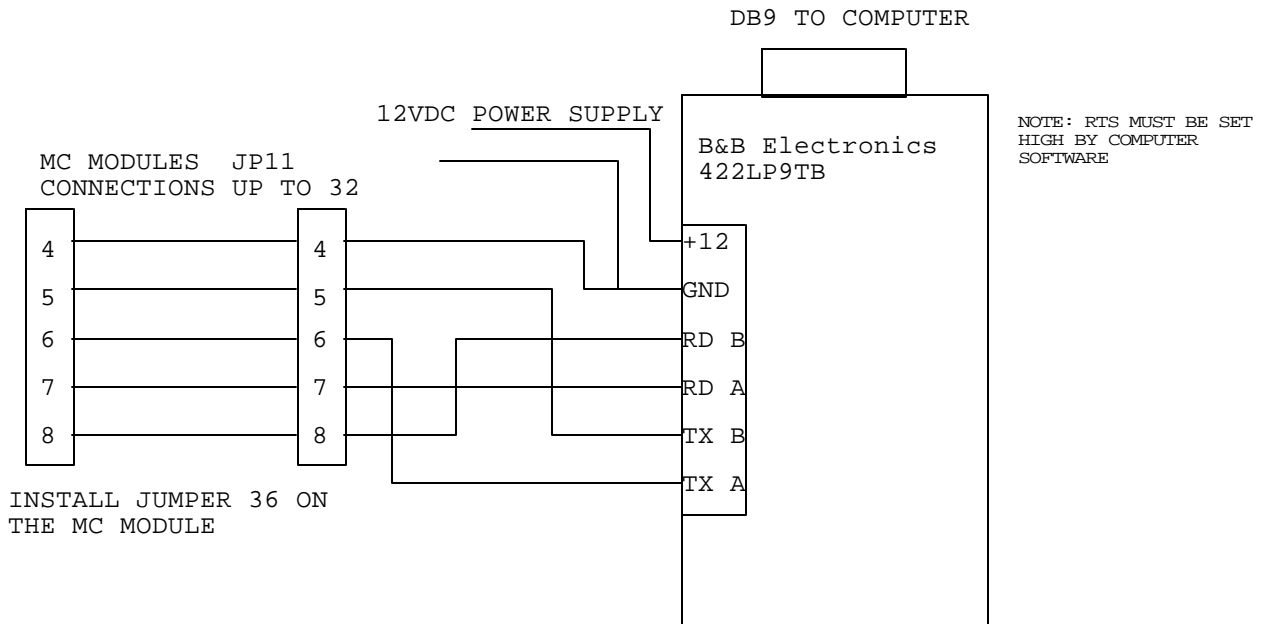 DB9 TO COMPUTER
12VDC POWER SUPPLY
NOTE: RTS MUST BE SET
HIGH BY COMPUTER
SOFTWARE
B&B Electronics
422LP9TB
MC MODULES JP11
CONNECTIONS UP TO 32
4
5
6
7
8
4
5
6
7
8
+12
GND
RD B
RD A
TX B
TX A
INSTALL JUMPER 36 ON
THE MC MODULE